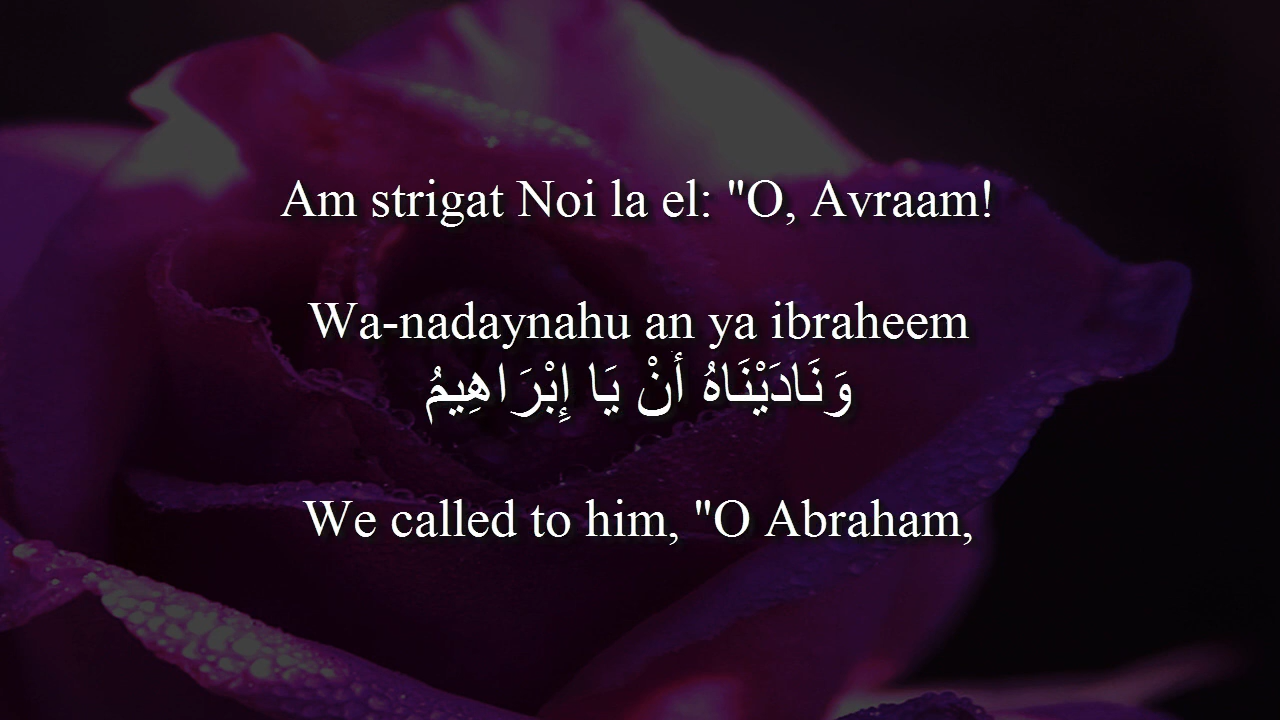 Am strigat Noi la el: "O, Avraam!
Wa-nadaynahu an ya ibraheem
وَنَادَيْنَاهُ أَنْ يَا إِبْرَاهِيمُ
We called to him, "O Abraham,